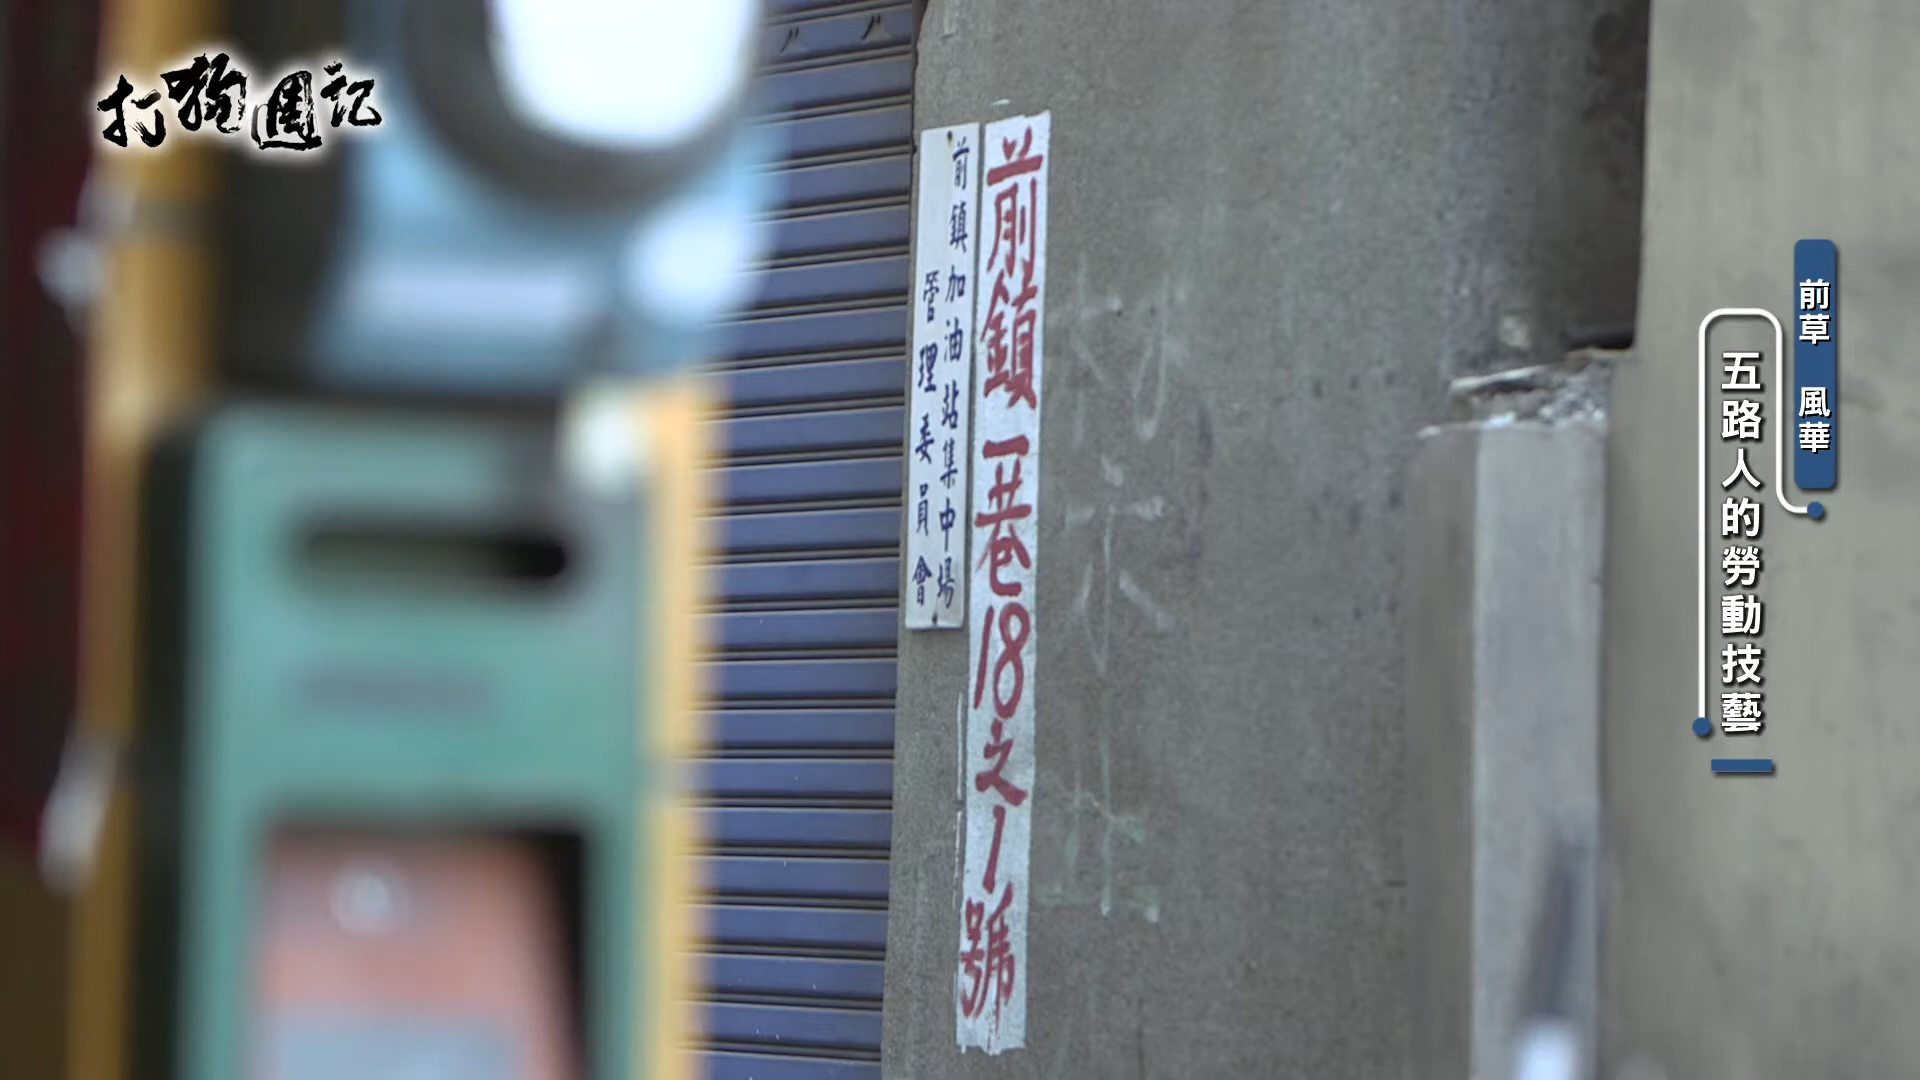 打狗週記
前草 風華
五路人的勞動技藝
前鎮一巷18之1號
前鎮加油站集中場
管理委員會